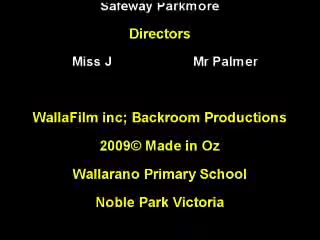 Safeway Parkmore
Directors
Miss J Mr Palmer
WallaFilm inc; Backroom Productions
2009© Made in Oz
Wallarano Primary School
Noble Park Victoria